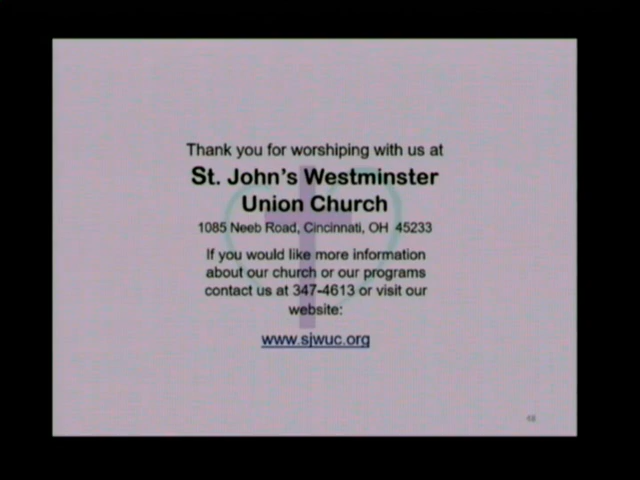 Thank you for worshiping with us at
St. John's Westminster
Union Church
1085 Neeb Road, Cincinnati, OH 45233
If you would like more information
about our church or our programs
contact us at 347-4613 or visit our
website:
www.sjwuc.org
48